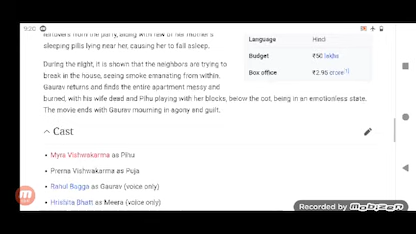 9:20
leftovers from the party, along with few of her mother's
sleeping pills lying near her, causing her to fall asleep.
During the night, it is shown that the neighbors are trying to
break in the house, seeing smoke emanating from within.
Gaurav returns and finds the entire apartment messy and
burned, with his wife dead and Pihu playing with her blocks, below the cot, being in an emotionless state.
The movie ends with Gaurav mourning in agony and guilt.
Language Hindi
Budget ₹50 lakhs
Box office ₹2.95 crore[1]
Cast
• Myra Vishwakarma as Pihu
• Prerna Vishwakarma as Puja
• Rahul Bagga as Gaurav (voice only)
• Hrishita Bhatt as Meera (voice only)
Recorded by Mobizen